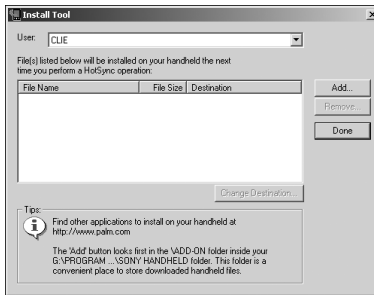 Install Tool
User: CLIE
File(s) listed below will be installed on your handheld the next
time you perform a HotSync operation:
File Name File Size Destination
Add...
Remove...
Done
Change Destination...
Tips:
Find other applications to install on your handheld at
http://www.palm.com
The 'Add' button looks first in the \ADD-ON folder inside your
G:\PROGRAM ...\SONY HANDHELD folder. This folder is a
convenient place to store downloaded handheld files.